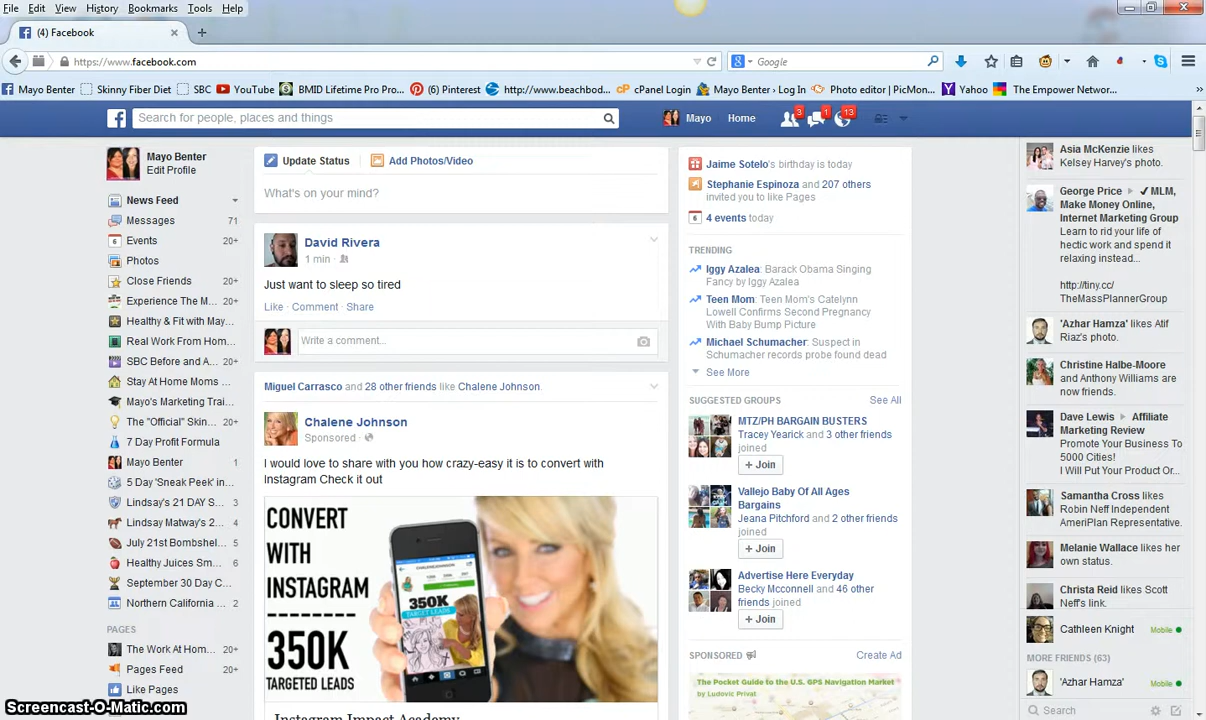 File Edit View History Bookmarks Tools Help
(4) Facebook
https://www.facebook.com
Google
Mayo Benter Skinny Fiber Diet SBC YouTube BMID Lifetime Pro Pro... (6) Pinterest http://www.beachbod... cPanel Login Mayo Benter › Log In Photo editor | PicMon... Yahoo The Empower Networ...
Search for people, places and things
Mayo Home 3 1 13
Mayo Benter
Edit Profile
News Feed
Messages 71
Events 20+
Photos
Close Friends 20+
Experience The M... 20+
Healthy & Fit with May...
Real Work From Hom...
SBC Before and A... 20+
Stay At Home Moms ...
Mayo's Marketing Trai...
The "Official" Skin... 20+
7 Day Profit Formula
Mayo Benter 1
5 Day 'Sneak Peek' in...
Lindsay's 21 DAY S... 3
Lindsay Matway's 2... 4
July 21st Bombshel... 5
Healthy Juices Sm... 2
September 30 Day C...
Northern California ... 2
PAGES
The Work At Hom... 20+
Pages Feed 20+
Like Pages
Update Status Add Photos/Video
What's on your mind?
David Rivera
1 min ·
Just want to sleep so tired
Like · Comment · Share
Write a comment...
Miguel Carrasco and 28 other friends like Chalene Johnson.
Chalene Johnson
Sponsored ·
I would love to share with you how crazy-easy it is to convert with
Instagram Check it out
CONVERT
WITH
INSTAGRAM
350K
TARGETED LEADS
350K
Instagram Impact Academy
Jaime Sotelo's birthday is today
Stephanie Espinoza and 207 others
invited you to like Pages
6 4 events today
TRENDING
Iggy Azalea: Barack Obama Singing
Fancy by Iggy Azalea
Teen Mom: Teen Mom's Catelynn
Lowell Confirms Second Pregnancy
With Baby Bump Picture
Michael Schumacher: Suspect in
Schumacher records probe found dead
See More
SUGGESTED GROUPS See All
MTZ/PH BARGAIN BUSTERS
Tracey Yearick and 3 other friends
joined
+ Join
Vallejo Baby Of All Ages
Bargains
Jeana Pitchford and 2 other friends
joined
+ Join
Advertise Here Everyday
Becky Mcconnell and 46 other
friends joined
+ Join
SPONSORED Create Ad
The Pocket Guide to the U.S. GPS Navigation Market
by Ludovic Privat
Asia McKenzie likes
Kelsey Harvey's photo.
George Price ▸ ✓ MLM,
Make Money Online,
Internet Marketing Group
Learn to rid your life of
hectic work and spend it
relaxing instead...
http://tiny.cc/
TheMassPlannerGroup
'Azhar Hamza' likes Atif
Riaz's photo.
Christine Halbe-Moore
and Anthony Williams are
now friends.
Dave Lewis ▸ Affiliate
Marketing Review
Promote Your Business To
5000 Cities!
I Will Put Your Product Or...
Samantha Cross likes
Robin Neff Independent
AmeriPlan Representative.
Melanie Wallace likes her
own status.
Christa Reid likes Scott
Neff's link.
Cathleen Knight Mobile
MORE FRIENDS (63)
'Azhar Hamza' Mobile
Search
Screencast-O-Matic.com